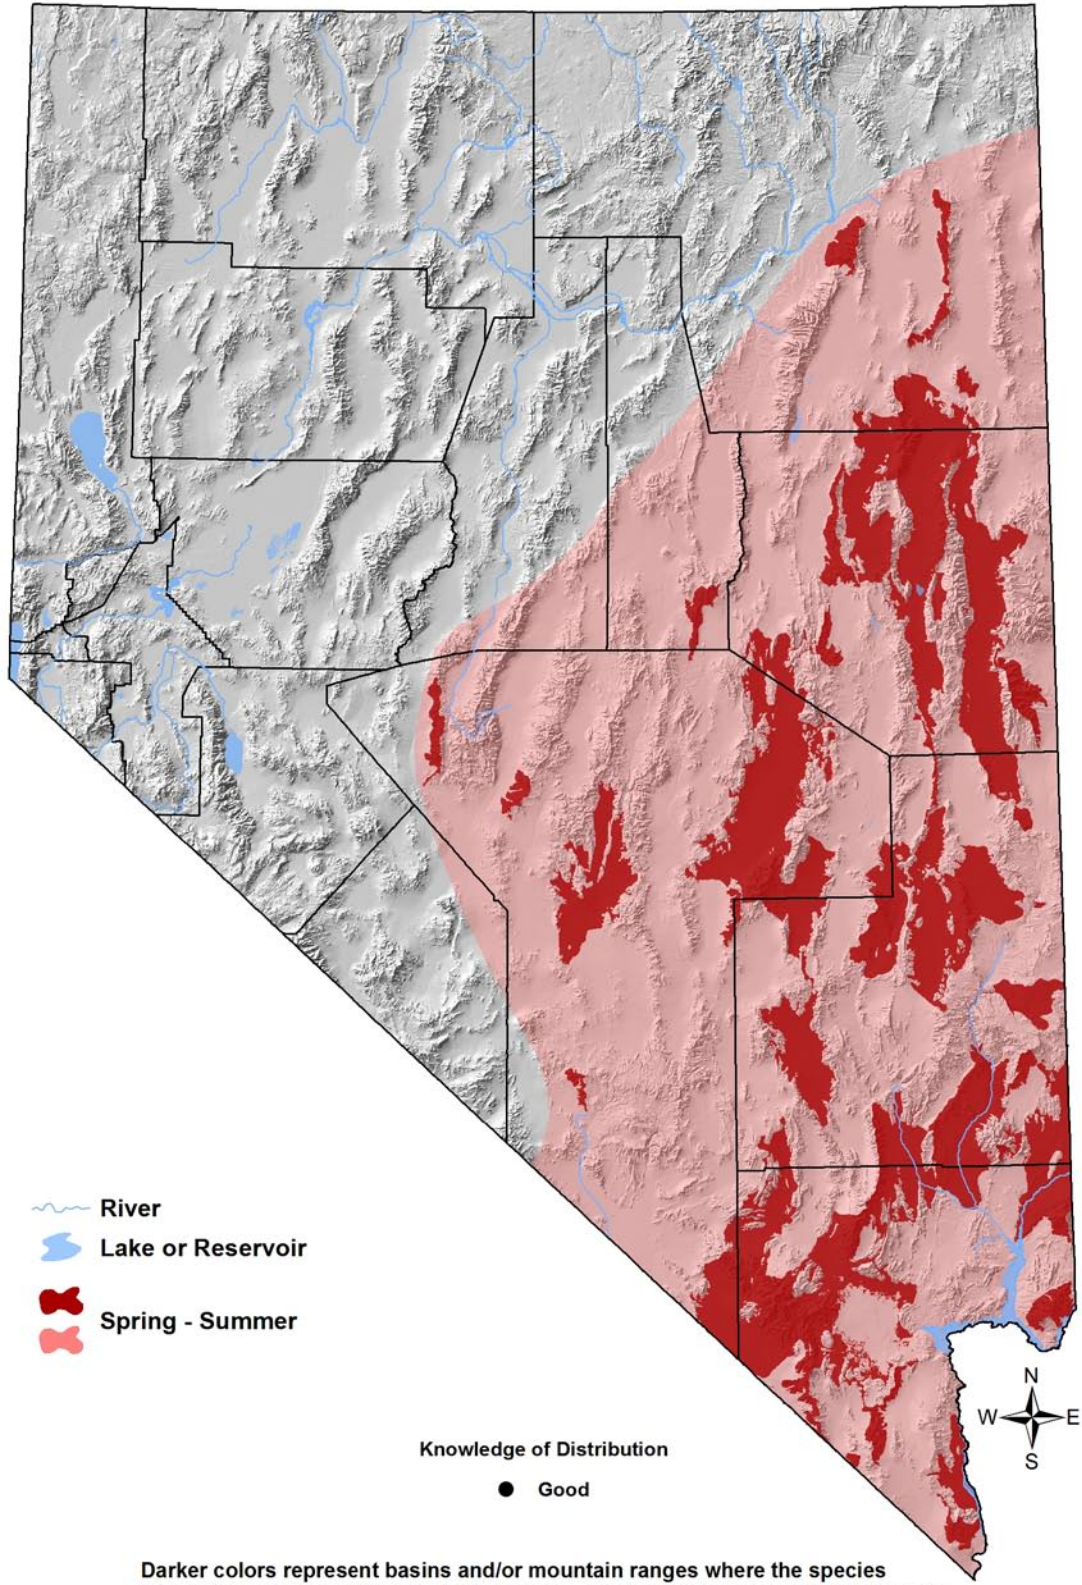 River
Lake or Reservoir
Spring - Summer
N
W E
S
Knowledge of Distribution
Good
Darker colors represent basins and/or mountain ranges where the species